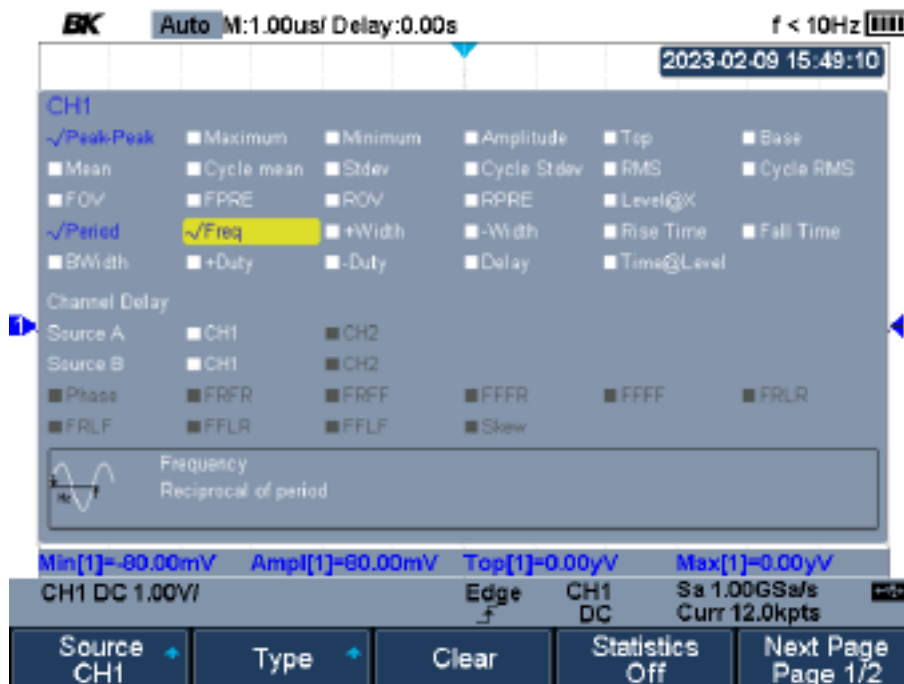 BK Auto M:1.00us/ Delay:0.00s f < 10Hz
2023-02-09 15:49:10
CH1
Peak-Peak Maximum Minimum Amplitude Top Base
Mean Cycle mean Stdev Cycle Stdev RMS Cycle RMS
FOV FPRE ROV RPRE Level@X
Period Freq +Width -Width Rise Time Fall Time
BWidth +Duty -Duty Delay Time@Level
Channel Delay
Source A CH1 CH2
Source B CH1 CH2
Phase FRFR FRFF FFFR FFFF FRLR
FRLF FFLR FFLF Skew
Frequency
Hz
Reciprocal of period
1
Min[1]=-80.00mV Ampl[1]=80.00mV Top[1]=0.00yV Max[1]=0.00yV
CH1 DC 1.00V/ Edge CH1 Sa 1.00GSa/s
DC Curr 12.0kpts
Source Type Clear Statistics Next Page
CH1 Off Page 1/2